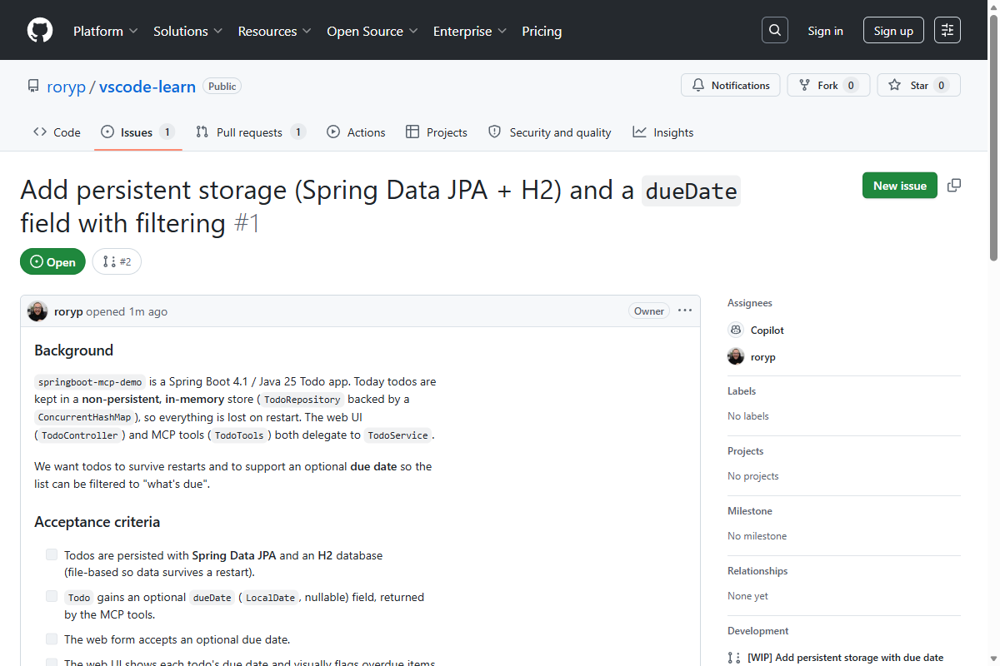 Platform Solutions Resources Open Source Enterprise Pricing Sign in Sign up
roryp / vscode-learn Public Notifications Fork 0 Star 0
Code Issues 1 Pull requests 1 Actions Projects Security and quality Insights
Add persistent storage (Spring Data JPA + H2) and a dueDate
field with filtering #1
New issue
Open #2
roryp opened 1m ago Owner
Background
springboot-mcp-demo is a Spring Boot 4.1 / Java 25 Todo app. Today todos are
kept in a non-persistent, in-memory store ( TodoRepository backed by a
ConcurrentHashMap ), so everything is lost on restart. The web UI
( TodoController ) and MCP tools ( TodoTools ) both delegate to TodoService .
We want todos to survive restarts and to support an optional due date so the
list can be filtered to "what's due".
Acceptance criteria
Todos are persisted with Spring Data JPA and an H2 database
(file-based so data survives a restart).
Todo gains an optional dueDate ( LocalDate , nullable) field, returned
by the MCP tools.
The web form accepts an optional due date.
The web UI shows each todo's due date and visually flags overdue items
Assignees
Copilot
roryp
Labels
No labels
Projects
No projects
Milestone
No milestone
Relationships
None yet
Development
[WIP] Add persistent storage with due date